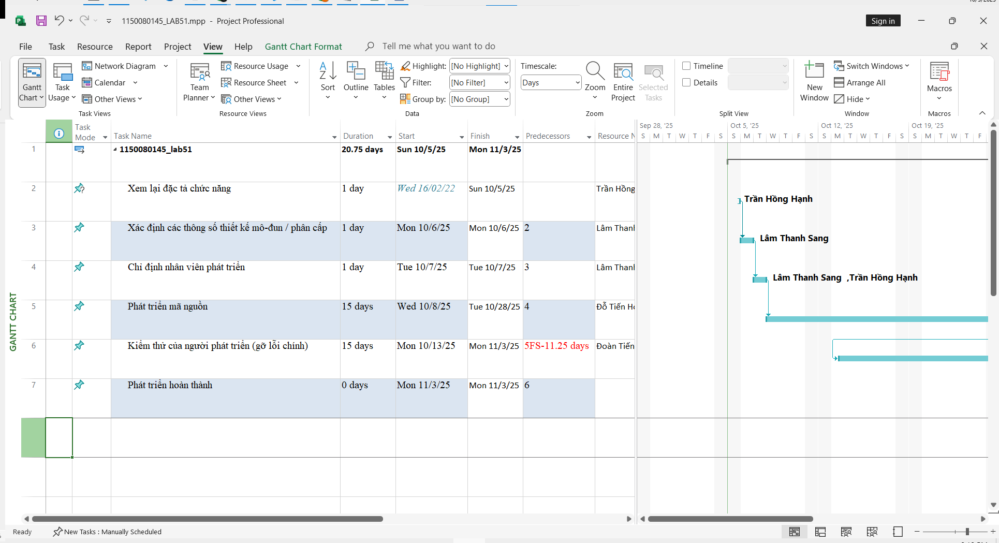 1150080145_LAB51.mpp - Project Professional
Sign in
File Task Resource Report Project View Help Gantt Chart Format Tell me what you want to do
Gantt Chart
Task Usage
Network Diagram
Calendar
Other Views
Task Views
Team Planner
Resource Usage
Resource Sheet
Other Views
Resource Views
Sort
Outline
Tables
Highlight: [No Highlight]
Filter: [No Filter]
Group by: [No Group]
Data
Timescale:
Days
Zoom
Entire Project
Selected Tasks
Zoom
Timeline
Details
Split View
New Window
Switch Windows
Arrange All
Hide
Window
Macros
Macros
Task Mode Task Name Duration Start Finish Predecessors Resource N
Sep 28, '25 Oct 5, '25 Oct 12, '25 Oct 19, '25
S M T W T F S S M T W T F S S M T W T F S S M T W T F
1 1150080145_lab51 20.75 days Sun 10/5/25 Mon 11/3/25
2 Xem lại đặc tả chức năng 1 day Wed 16/02/22 Sun 10/5/25 Trần Hồng
Trần Hồng Hạnh
3 Xác định các thông số thiết kế mô-đun / phân cấp 1 day Mon 10/6/25 Mon 10/6/25 2 Lâm Thanh
Lâm Thanh Sang
4 Chỉ định nhân viên phát triển 1 day Tue 10/7/25 Tue 10/7/25 3 Lâm Thanh
Lâm Thanh Sang ,Trần Hồng Hạnh
5 Phát triển mã nguồn 15 days Wed 10/8/25 Tue 10/28/25 4 Đỗ Tiến Ho
6 Kiểm thử của người phát triển (gỡ lỗi chính) 15 days Mon 10/13/25 Mon 11/3/25 5FS-11.25 days Đoàn Tiến
7 Phát triển hoàn thành 0 days Mon 11/3/25 Mon 11/3/25 6
GANTT CHART
Ready New Tasks : Manually Scheduled